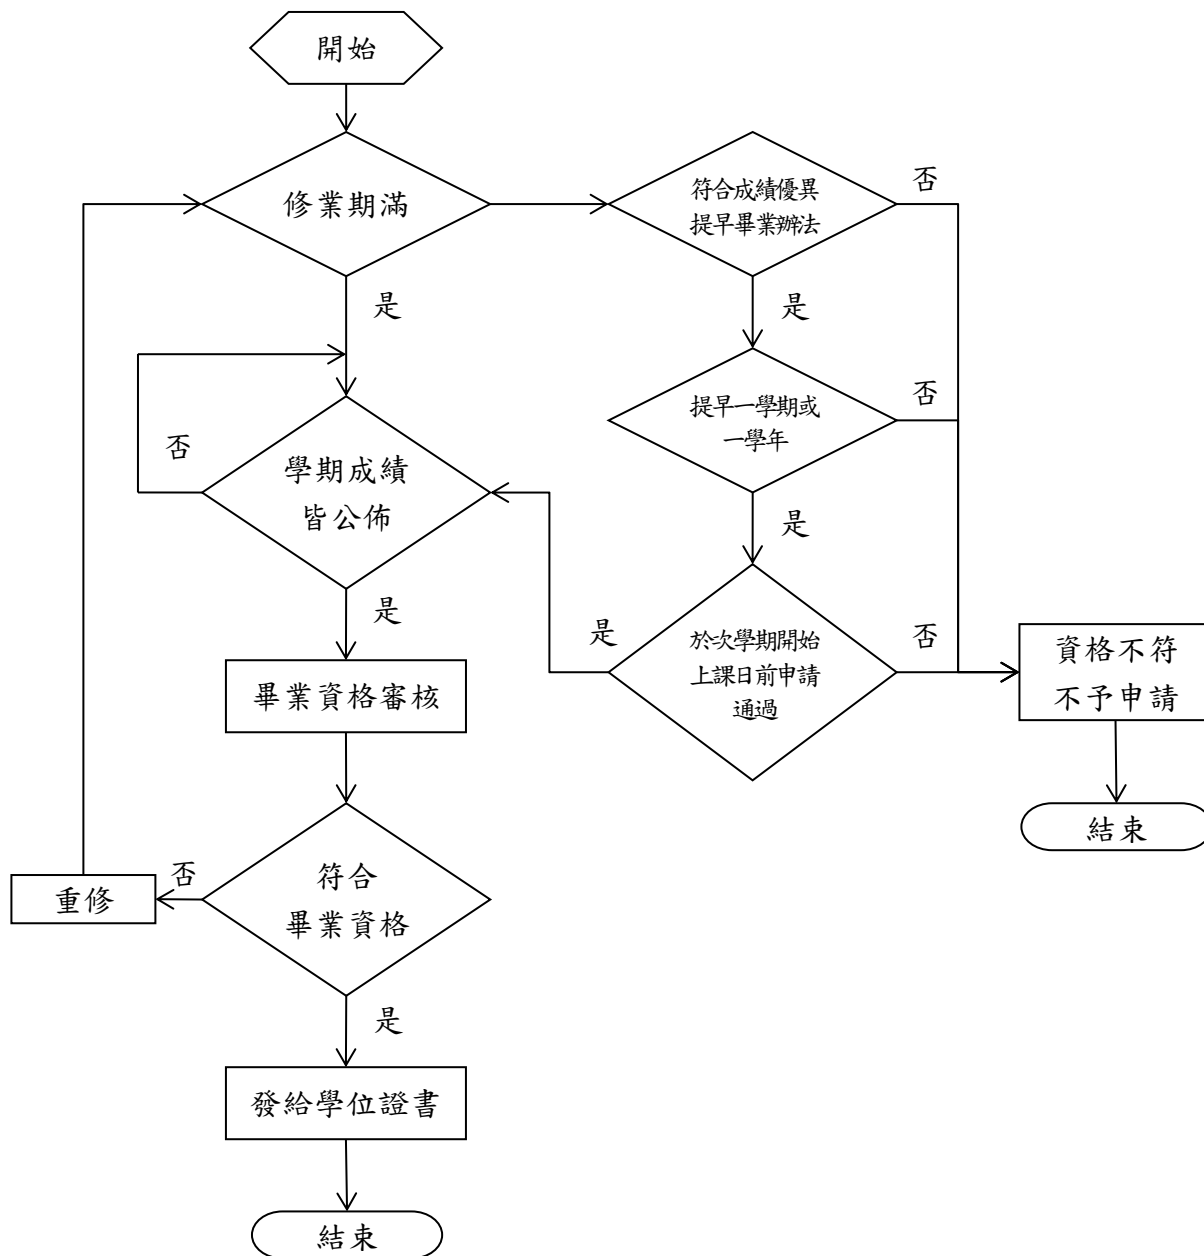 開始
修業期滿
是
符合成績優異
提早畢業辦法
否
是
提早一學期或
一學年
否
是
否
學期成績
皆公佈
是
是
於次學期開始
上課日前申請
通過
否
資格不符
不予申請
結束
畢業資格審核
符合
畢業資格
否
重修
是
發給學位證書
結束